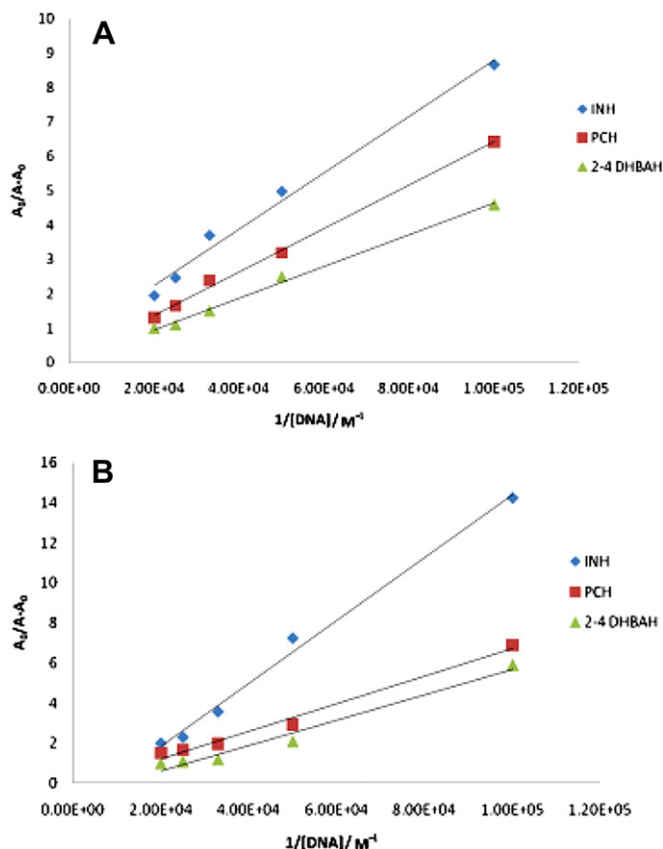 A
10
9
8
7
6
5
4
3
2
1
0
A₀/A-A₀
0.00E+00 2.00E+04 4.00E+04 6.00E+04 8.00E+04 1.00E+05 1.20E+05
1/[DNA]/ M⁻¹
INH
PCH
2-4 DHBAH
B
16
14
12
10
8
6
4
2
0
A₀/A-A₀
0.00E+00 2.00E+04 4.00E+04 6.00E+04 8.00E+04 1.00E+05 1.20E+05
1/[DNA]/ M⁻¹
INH
PCH
2-4 DHBAH